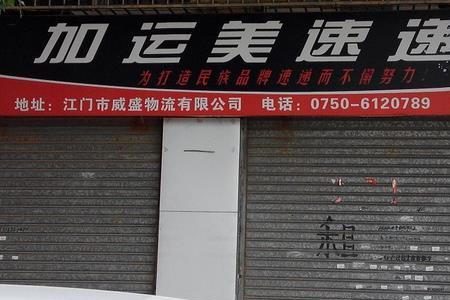 加运美速递
为打造民族品牌速递而不懈努力!
地址：江门市威盛物流有限公司 电话：0750-6120789